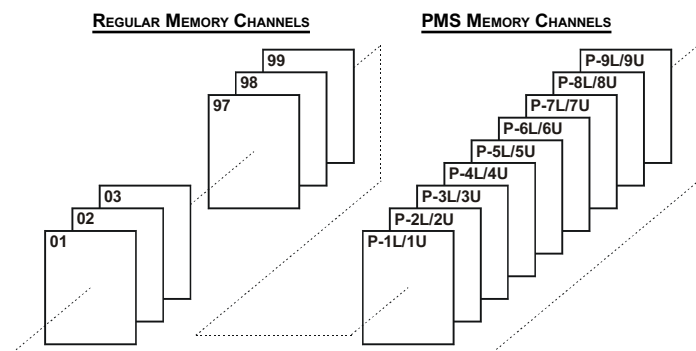 REGULAR MEMORY CHANNELS
99
98
97
03
02
01
PMS MEMORY CHANNELS
P-9L/9U
P-8L/8U
P-7L/7U
P-6L/6U
P-5L/5U
P-4L/4U
P-3L/3U
P-2L/2U
P-1L/1U